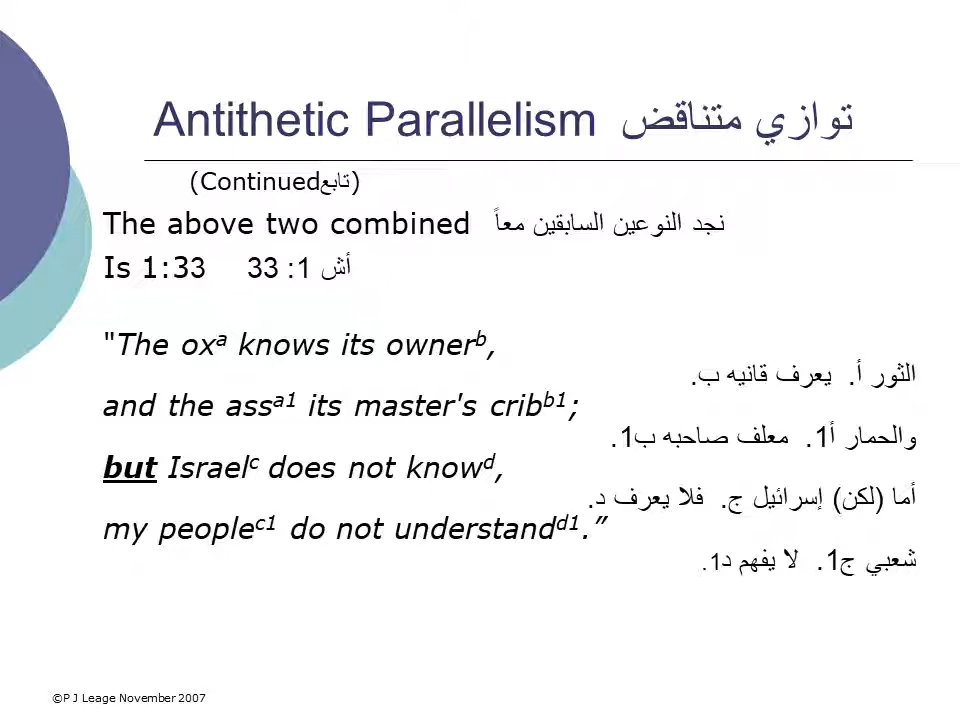 Antithetic Parallelism توازي متناقض
(Continuedتابع)
The above two combined نجد النوعين السابقين معاً
Is 1:33 أش 1: 33
"The oxᵃ knows its ownerᵇ,
الثور أ. يعرف قانيه ب.
and the assᵃ¹ its master's cribᵇ¹;
والحمار أ1. معلف صاحبه ب1.
but Israelᶜ does not knowᵈ,
أما (لكن) إسرائيل ج. فلا يعرف د.
my peopleᶜ¹ do not understandᵈ¹.”
شعبي ج1. لا يفهم د1.
©P J Leage November 2007